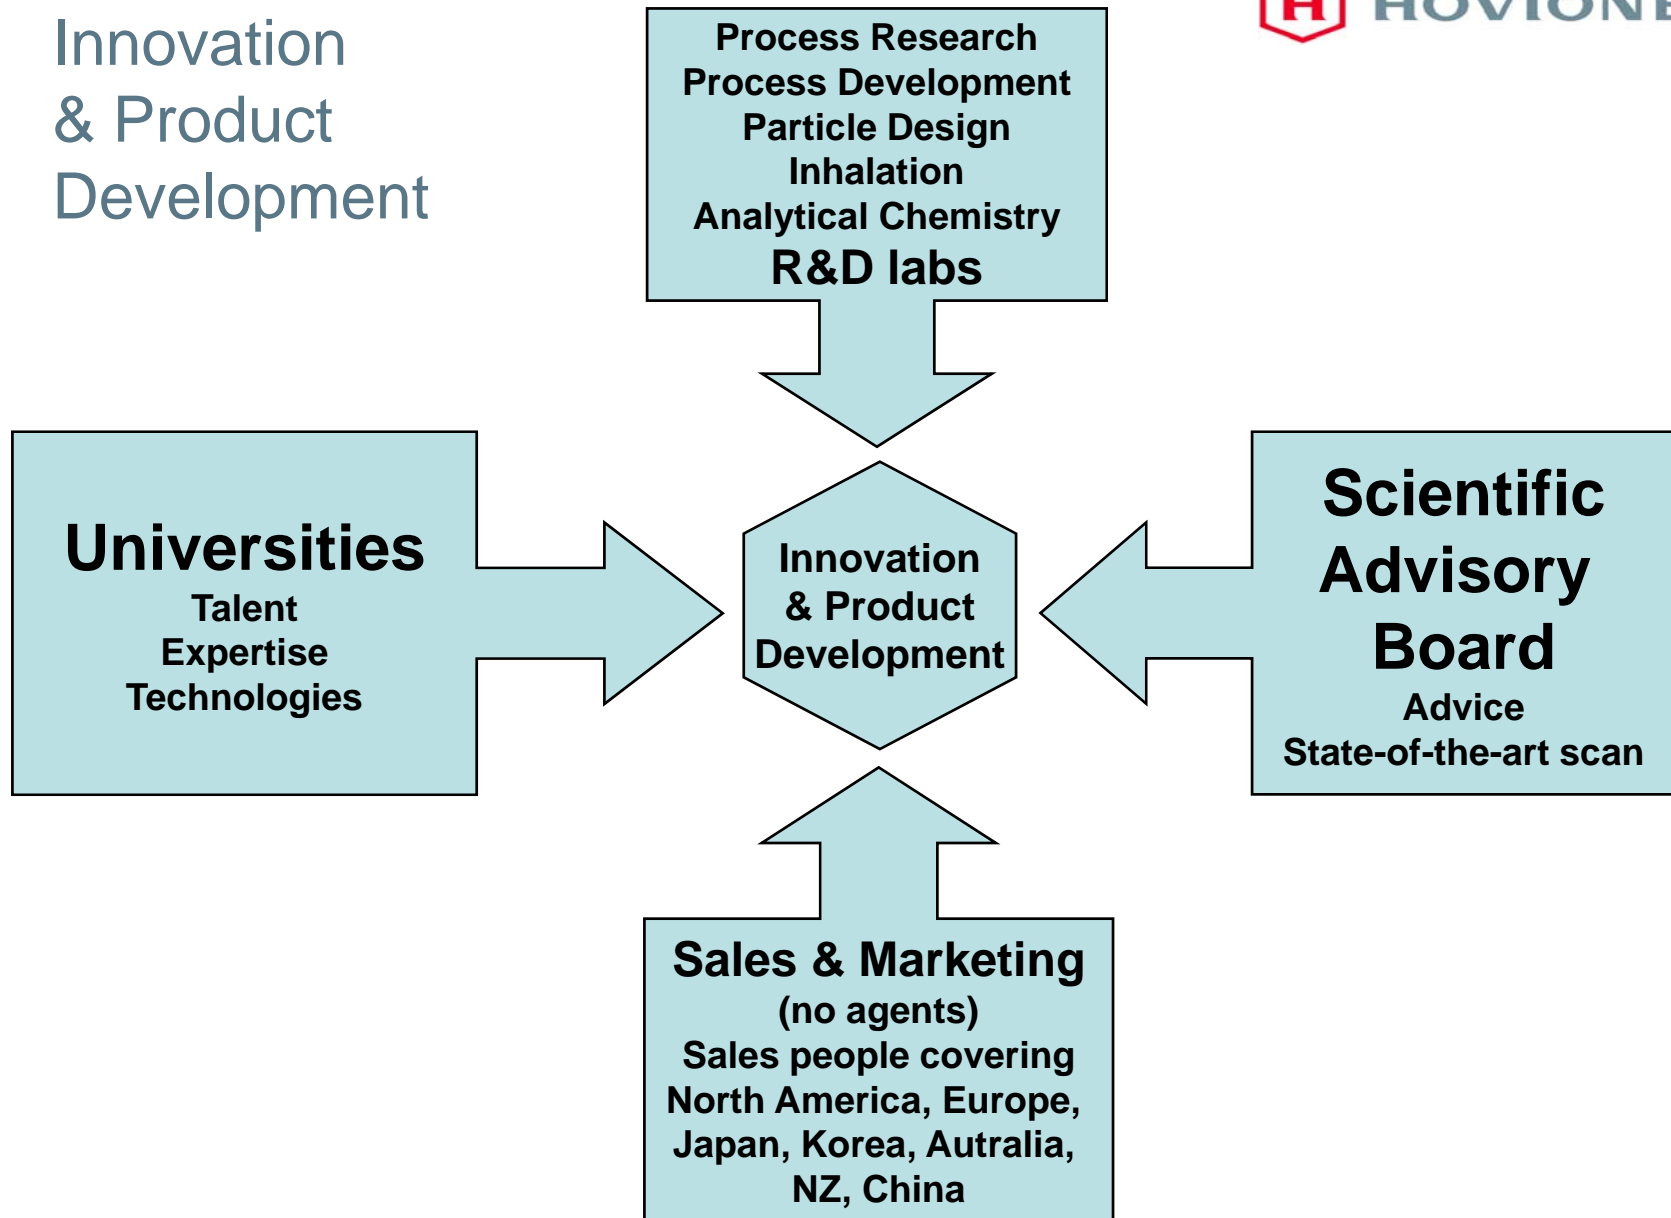 Innovation
& Product
Development
HOVIONE
Process Research
Process Development
Particle Design
Inhalation
Analytical Chemistry
R&D labs
Universities
Talent
Expertise
Technologies
Innovation
& Product
Development
Scientific
Advisory
Board
Advice
State-of-the-art scan
Sales & Marketing
(no agents)
Sales people covering
North America, Europe,
Japan, Korea, Autralia,
NZ, China